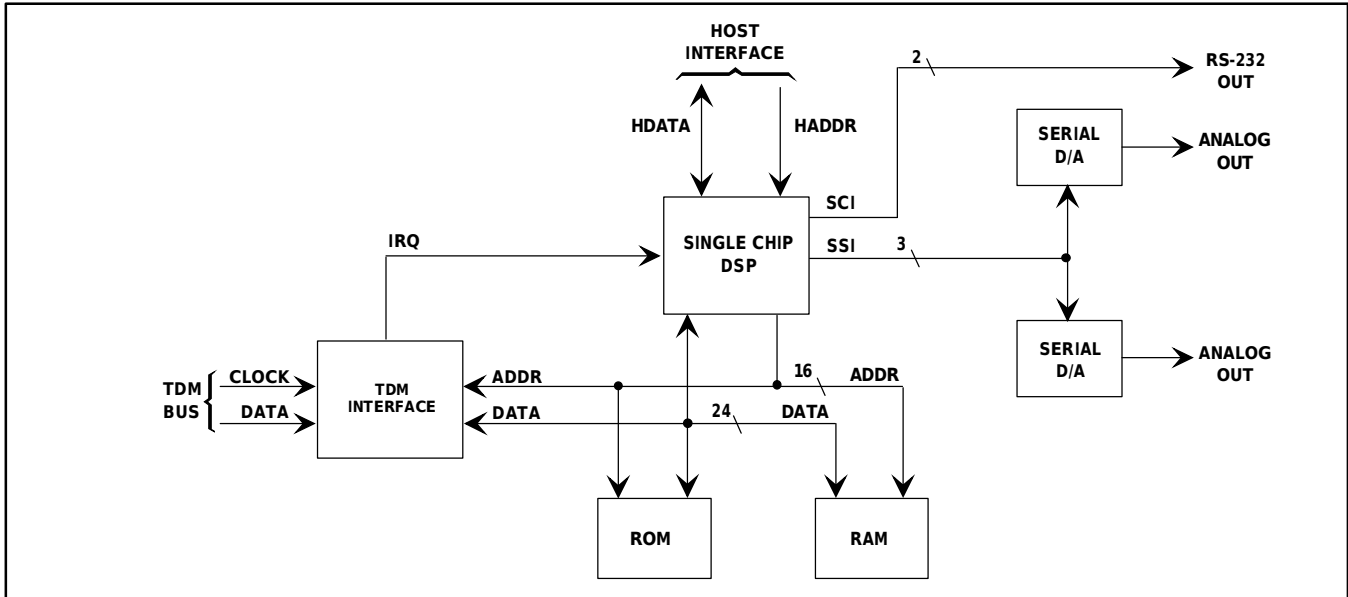 HOST
INTERFACE
2
RS-232
OUT
HDATA
HADDR
SERIAL
D/A
ANALOG
OUT
SCI
IRQ
SINGLE CHIP
DSP
SSI
3
SERIAL
D/A
ANALOG
OUT
TDM
BUS
CLOCK
DATA
TDM
INTERFACE
ADDR
16
ADDR
DATA
24
DATA
ROM
RAM